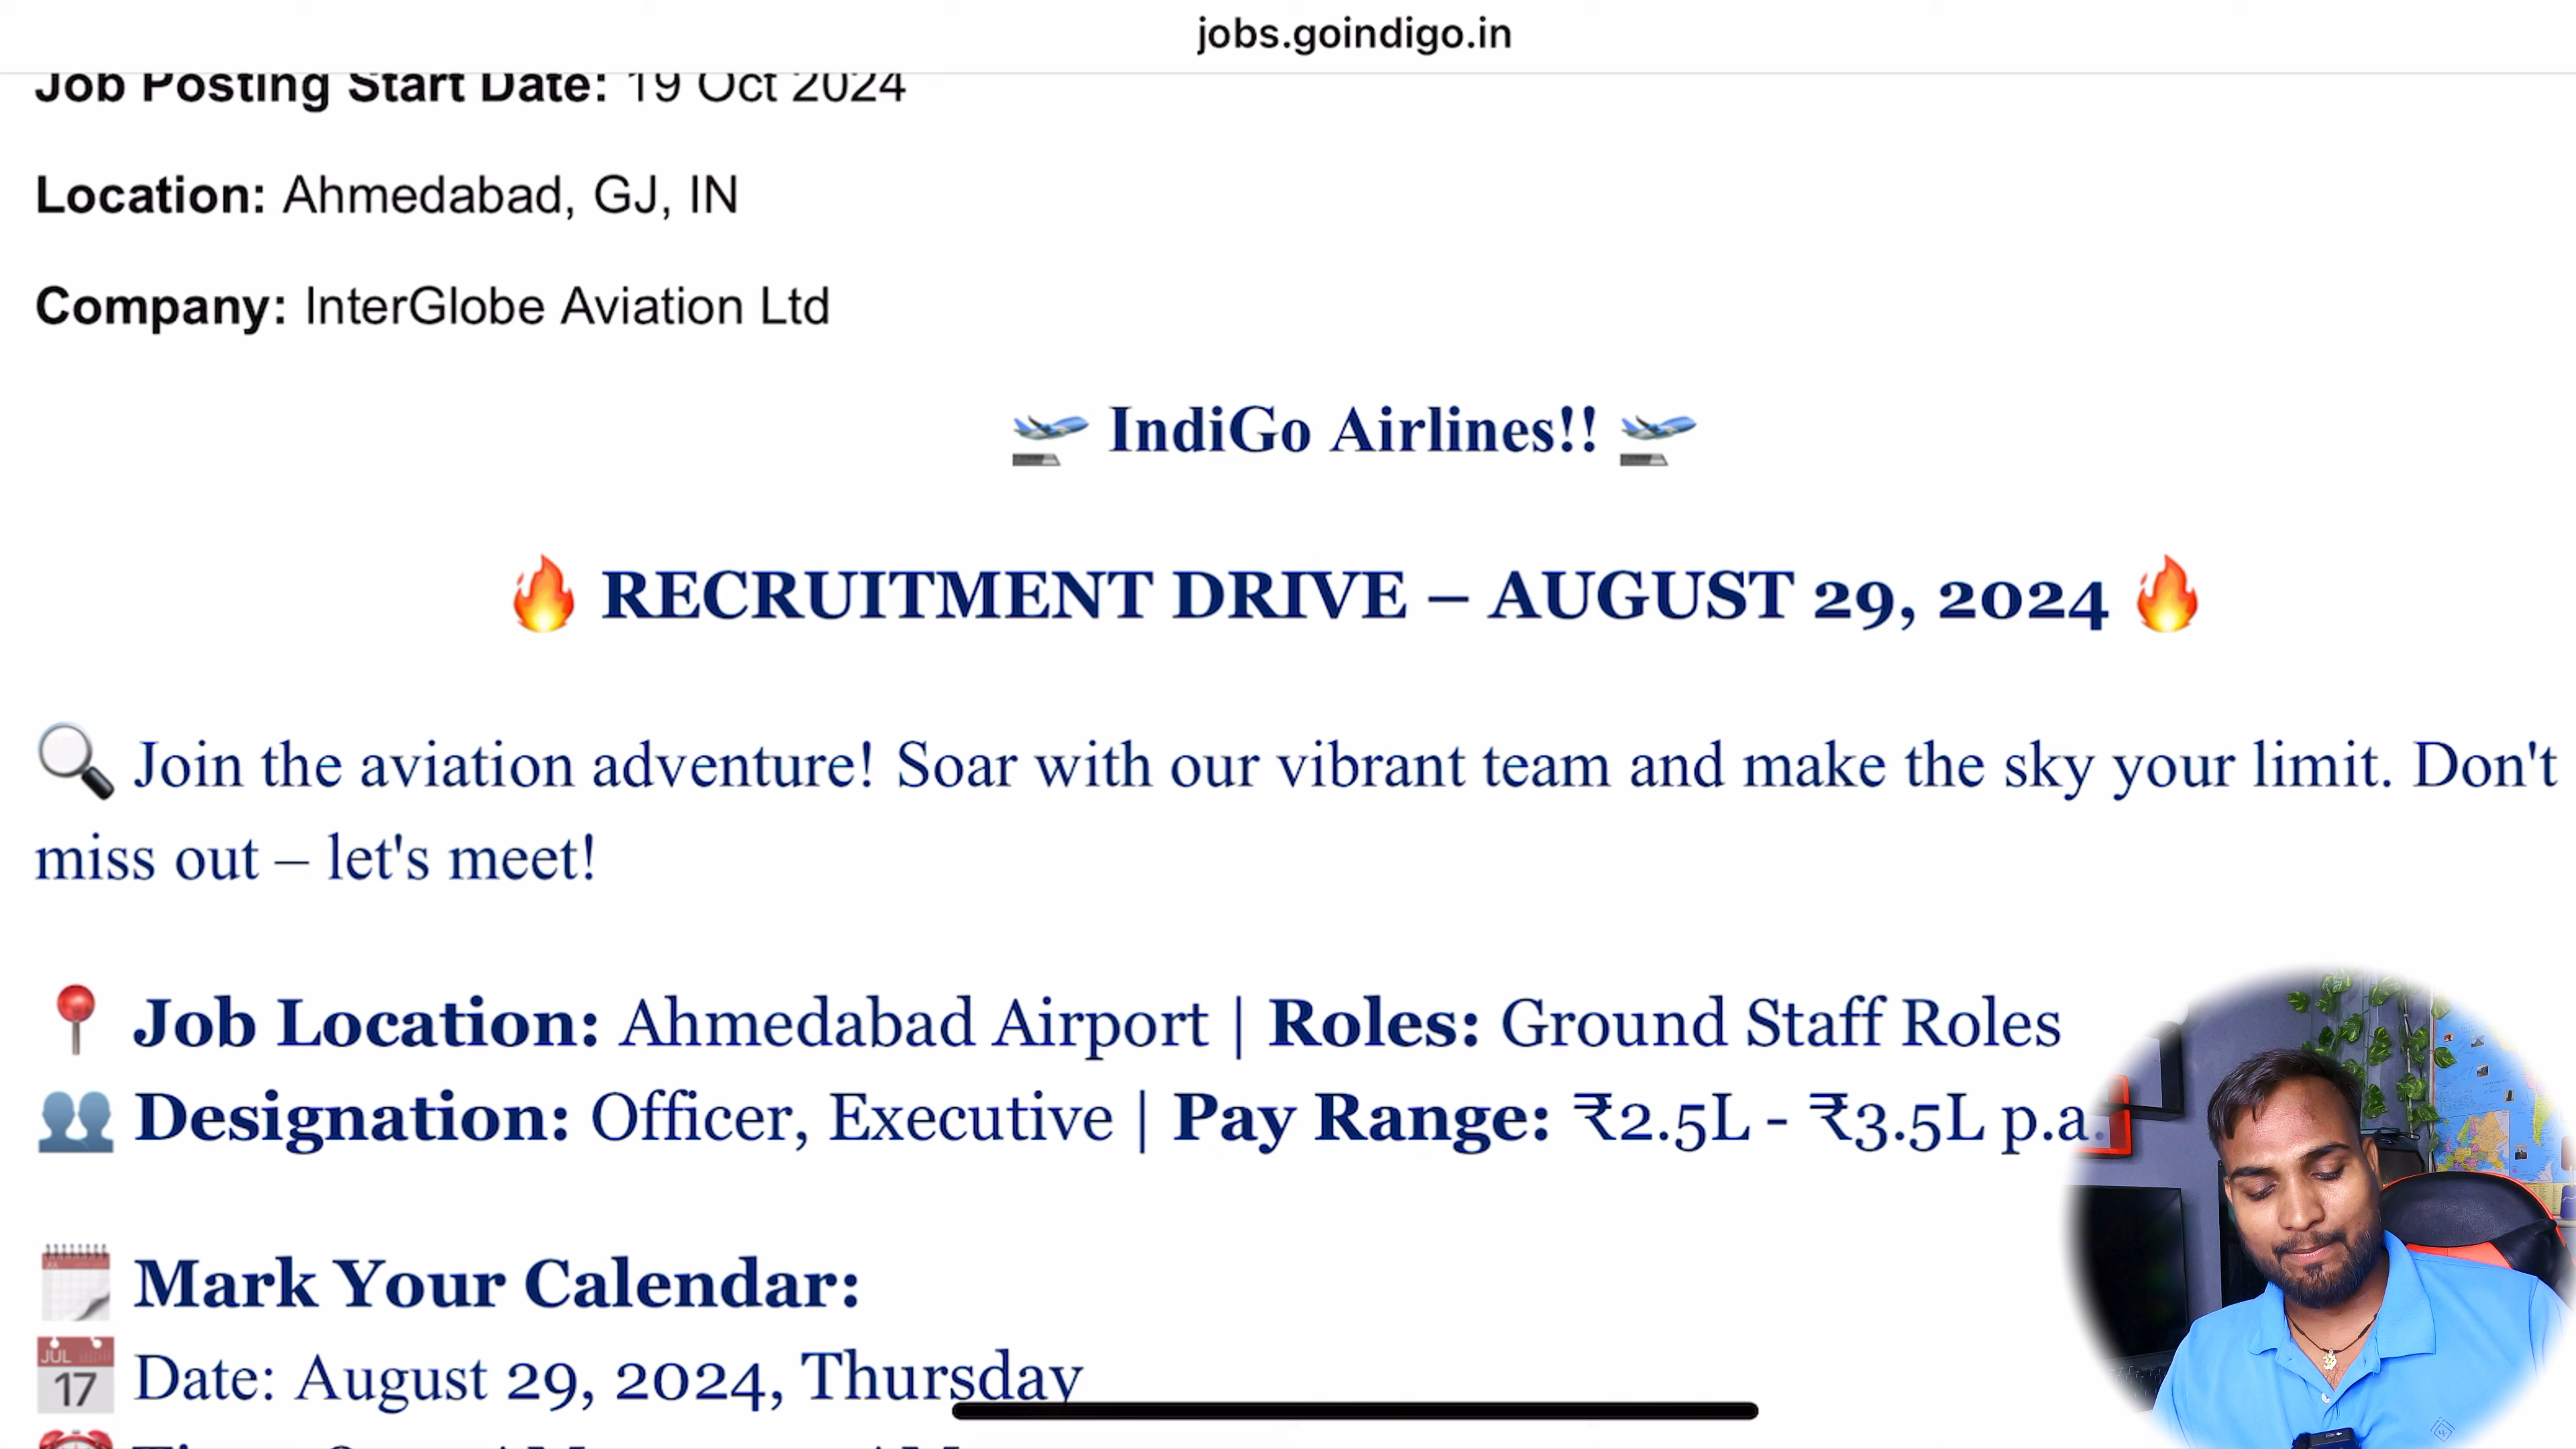 jobs.goindigo.in
Job Posting Start Date: 19 Oct 2024
Location: Ahmedabad, GJ, IN
Company: InterGlobe Aviation Ltd
🛫 IndiGo Airlines!! 🛫
🔥 RECRUITMENT DRIVE – AUGUST 29, 2024 🔥
🔍 Join the aviation adventure! Soar with our vibrant team and make the sky your limit. Don't
miss out – let's meet!
📍 Job Location: Ahmedabad Airport | Roles: Ground Staff Roles
👥 Designation: Officer, Executive | Pay Range: ₹2.5L - ₹3.5L p.a.
🗓️ Mark Your Calendar:
📅 Date: August 29, 2024, Thursday